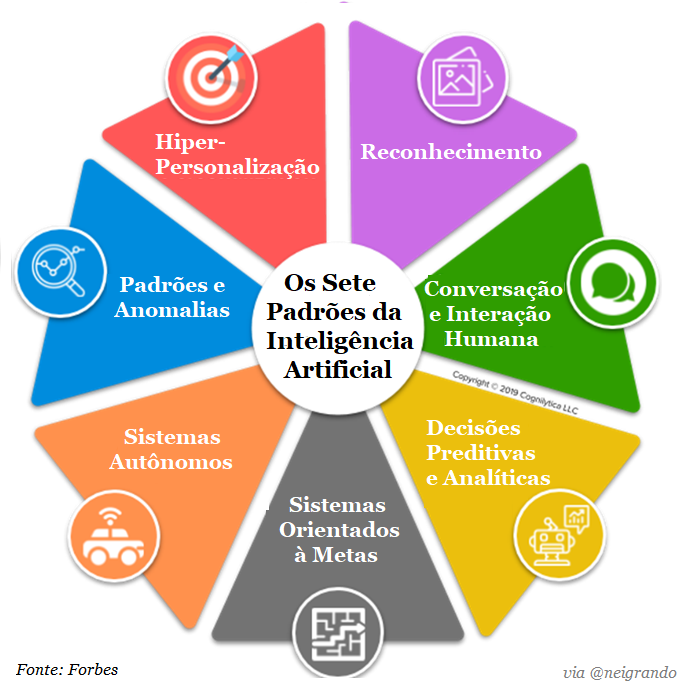 Hiper-
Personalização
Reconhecimento
Padrões e
Anomalias
Os Sete
Padrões da
Inteligência
Artificial
Conversação
e Interação
Humana
Copyright © 2019 Cognilytica LLC
Sistemas
Autônomos
Decisões
Preditivas
e Analíticas
Sistemas
Orientados
à Metas
Fonte: Forbes
via @neigrando